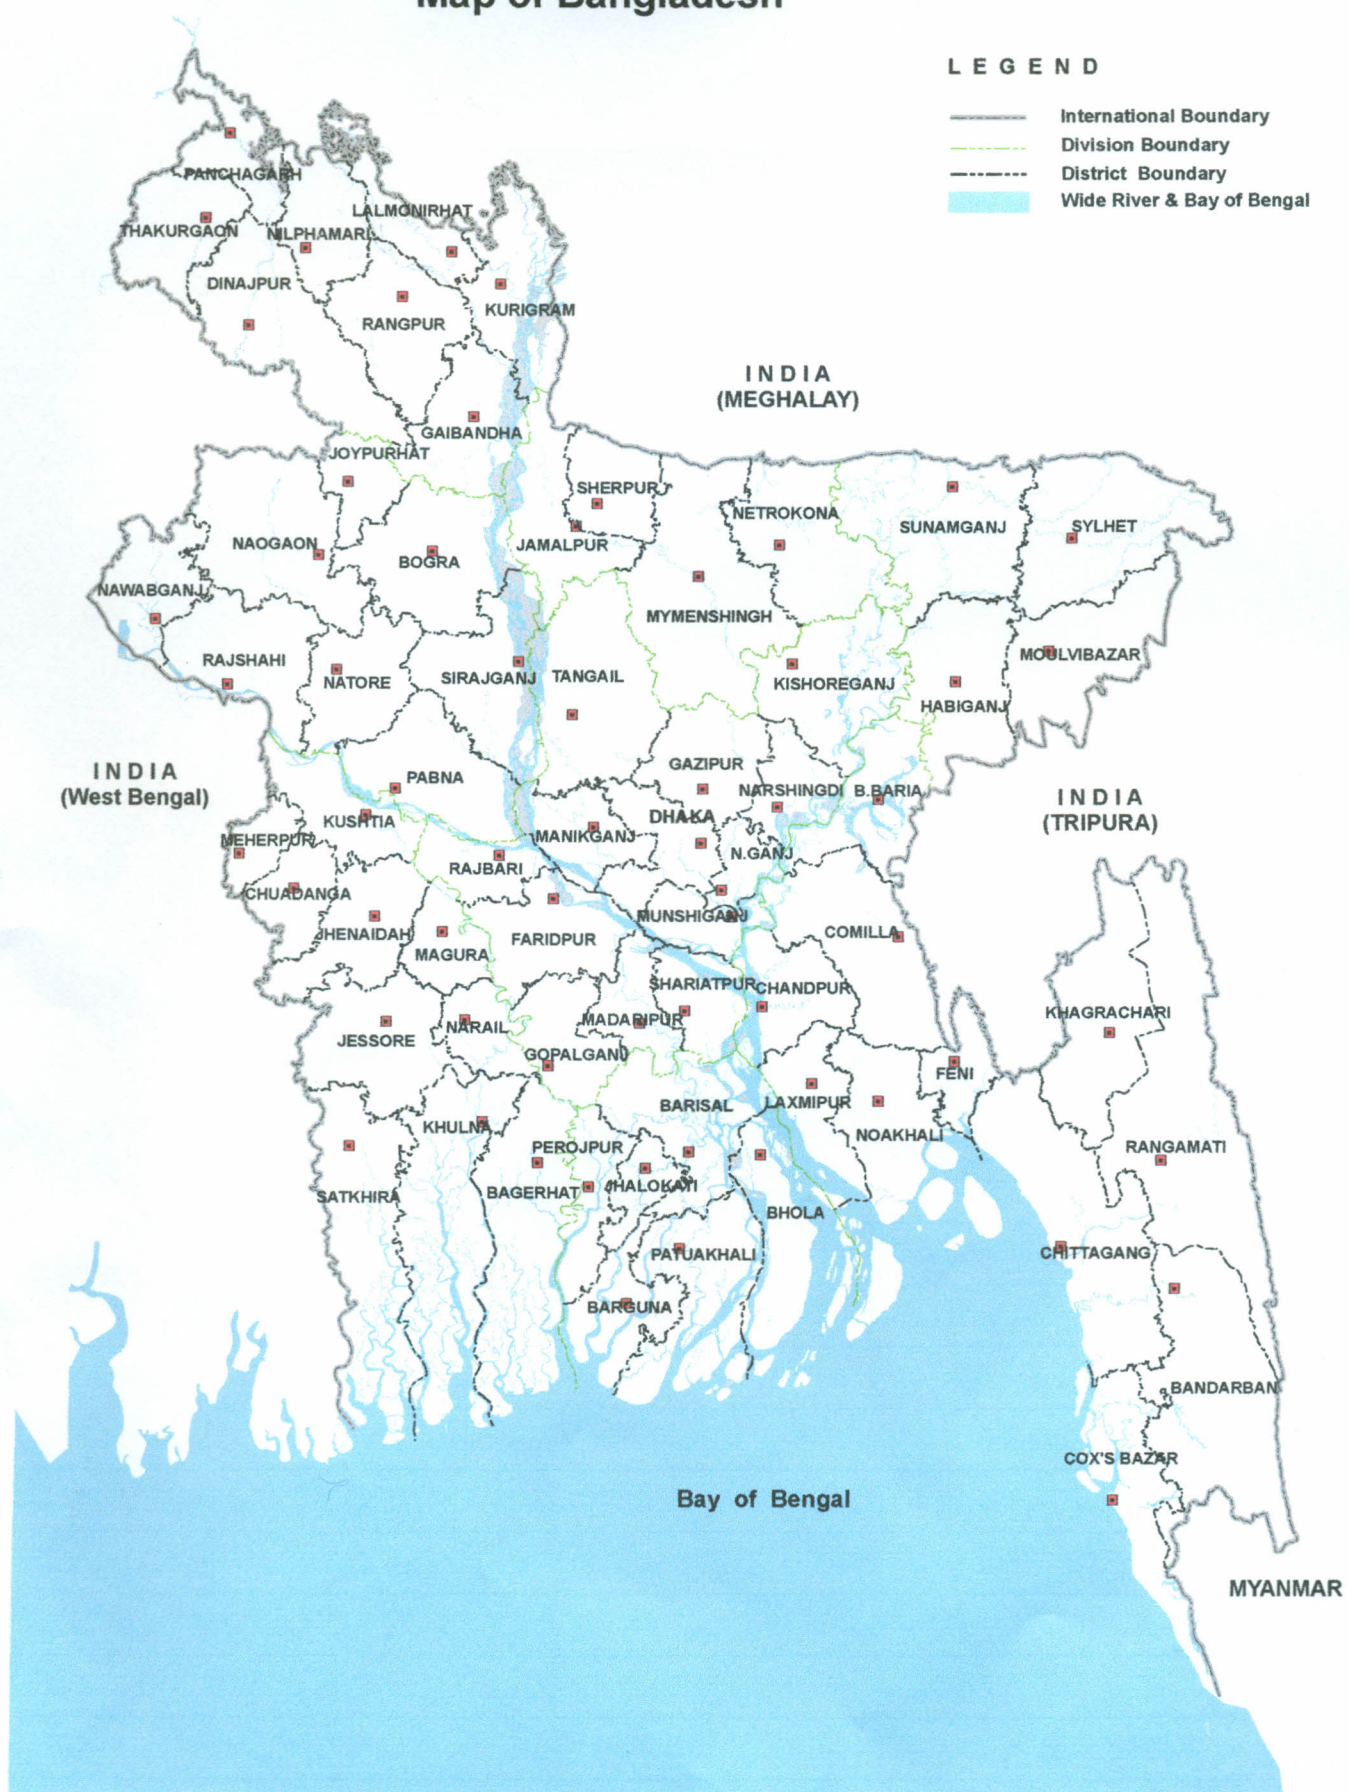 Map of Bangladesh
L E G E N D
International Boundary
Division Boundary
District Boundary
Wide River & Bay of Bengal
PANCHAGARH
LALMONIRHAT
THAKURGAON
NILPHAMARI
DINAJPUR
KURIGRAM
RANGPUR
INDIA
(MEGHALAY)
GAIBANDHA
JOYPURHAT
SHERPUR
NETROKONA
SUNAMGANJ
SYLHET
NAOGAON
JAMALPUR
BOGRA
NAWABGANJ
MYMENSHINGH
RAJSHAHI
MOULVIBAZAR
NATORE
SIRAJGANJ
TANGAIL
KISHOREGANJ
HABIGANJ
INDIA
(West Bengal)
GAZIPUR
PABNA
NARSHINGDI
B.BARIA
INDIA
(TRIPURA)
KUSHTIA
DHAKA
MEHERPUR
MANIKGANJ
N.GANJ
RAJBARI
CHUADANGA
MUNSHIGANJ
JHENAIDAH
FARIDPUR
COMILLA
MAGURA
SHARIATPUR
CHANDPUR
KHAGRACHARI
MADARIPUR
NARAIL
JESSORE
GOPALGANJ
FENI
BARISAL
LAXMIPUR
KHULNA
NOAKHALI
PEROJPUR
RANGAMATI
BAGERHAT
JHALOKATI
SATKHIRA
BHOLA
PATUAKHALI
CHITTAGANG
BARGUNA
BANDARBAN
COX'S BAZAR
Bay of Bengal
MYANMAR